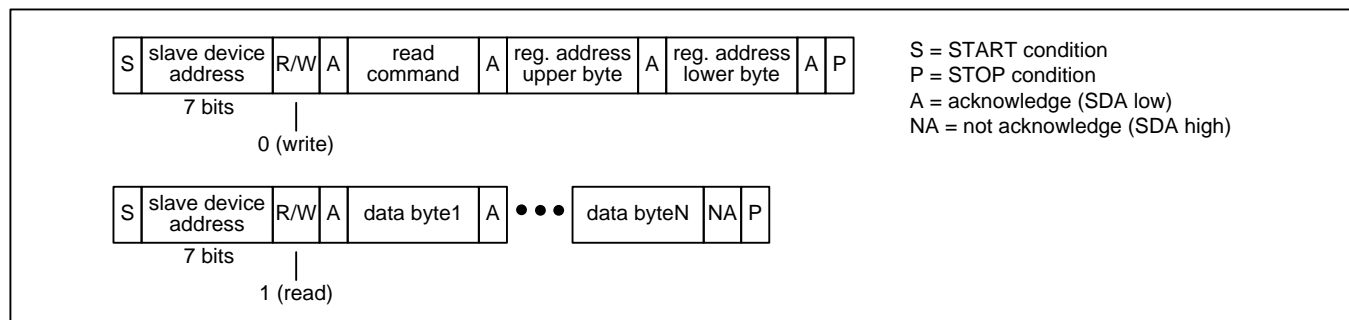 S slave device address R/W A read command A reg. address upper byte A reg. address lower byte A P
7 bits
0 (write)
S = START condition
P = STOP condition
A = acknowledge (SDA low)
NA = not acknowledge (SDA high)
S slave device address R/W A data byte1 A ●●● data byteN NA P
7 bits
1 (read)